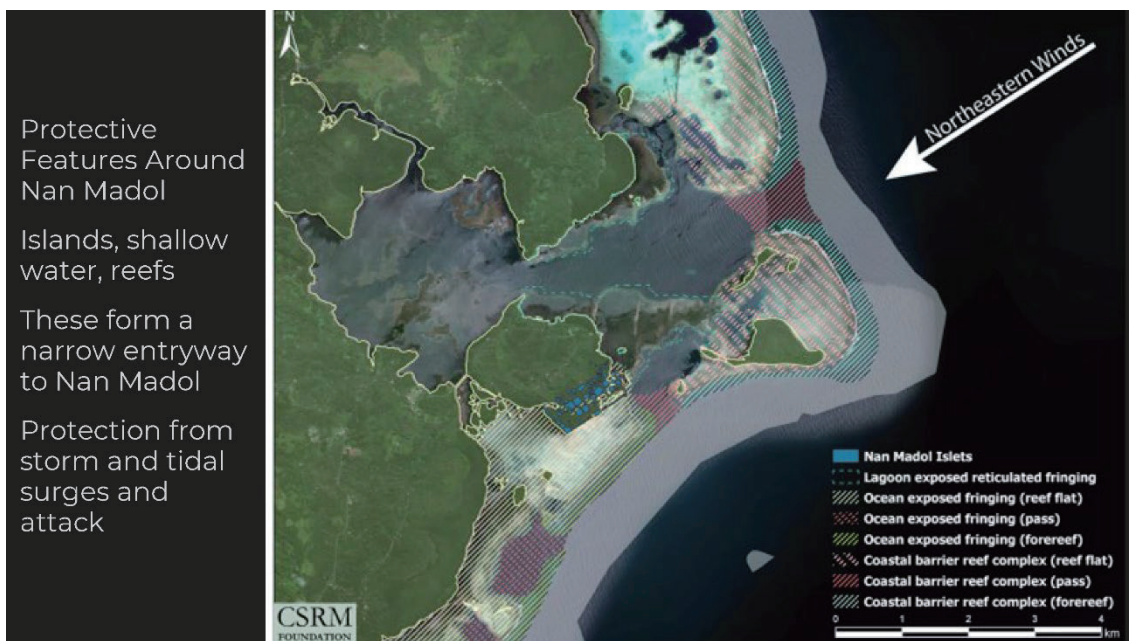 Protective
Features Around
Nan Madol
Islands, shallow
water, reefs
These form a
narrow entryway
to Nan Madol
Protection from
storm and tidal
surges and
attack
N
Northeastern Winds
Nan Madol Islets
Lagoon exposed reticulated fringing
Ocean exposed fringing (reef flat)
Ocean exposed fringing (pass)
Ocean exposed fringing (forereef)
Coastal barrier reef complex (reef flat)
Coastal barrier reef complex (pass)
Coastal barrier reef complex (forereef)
0 1 2 3 4
km
CSRM
FOUNDATION